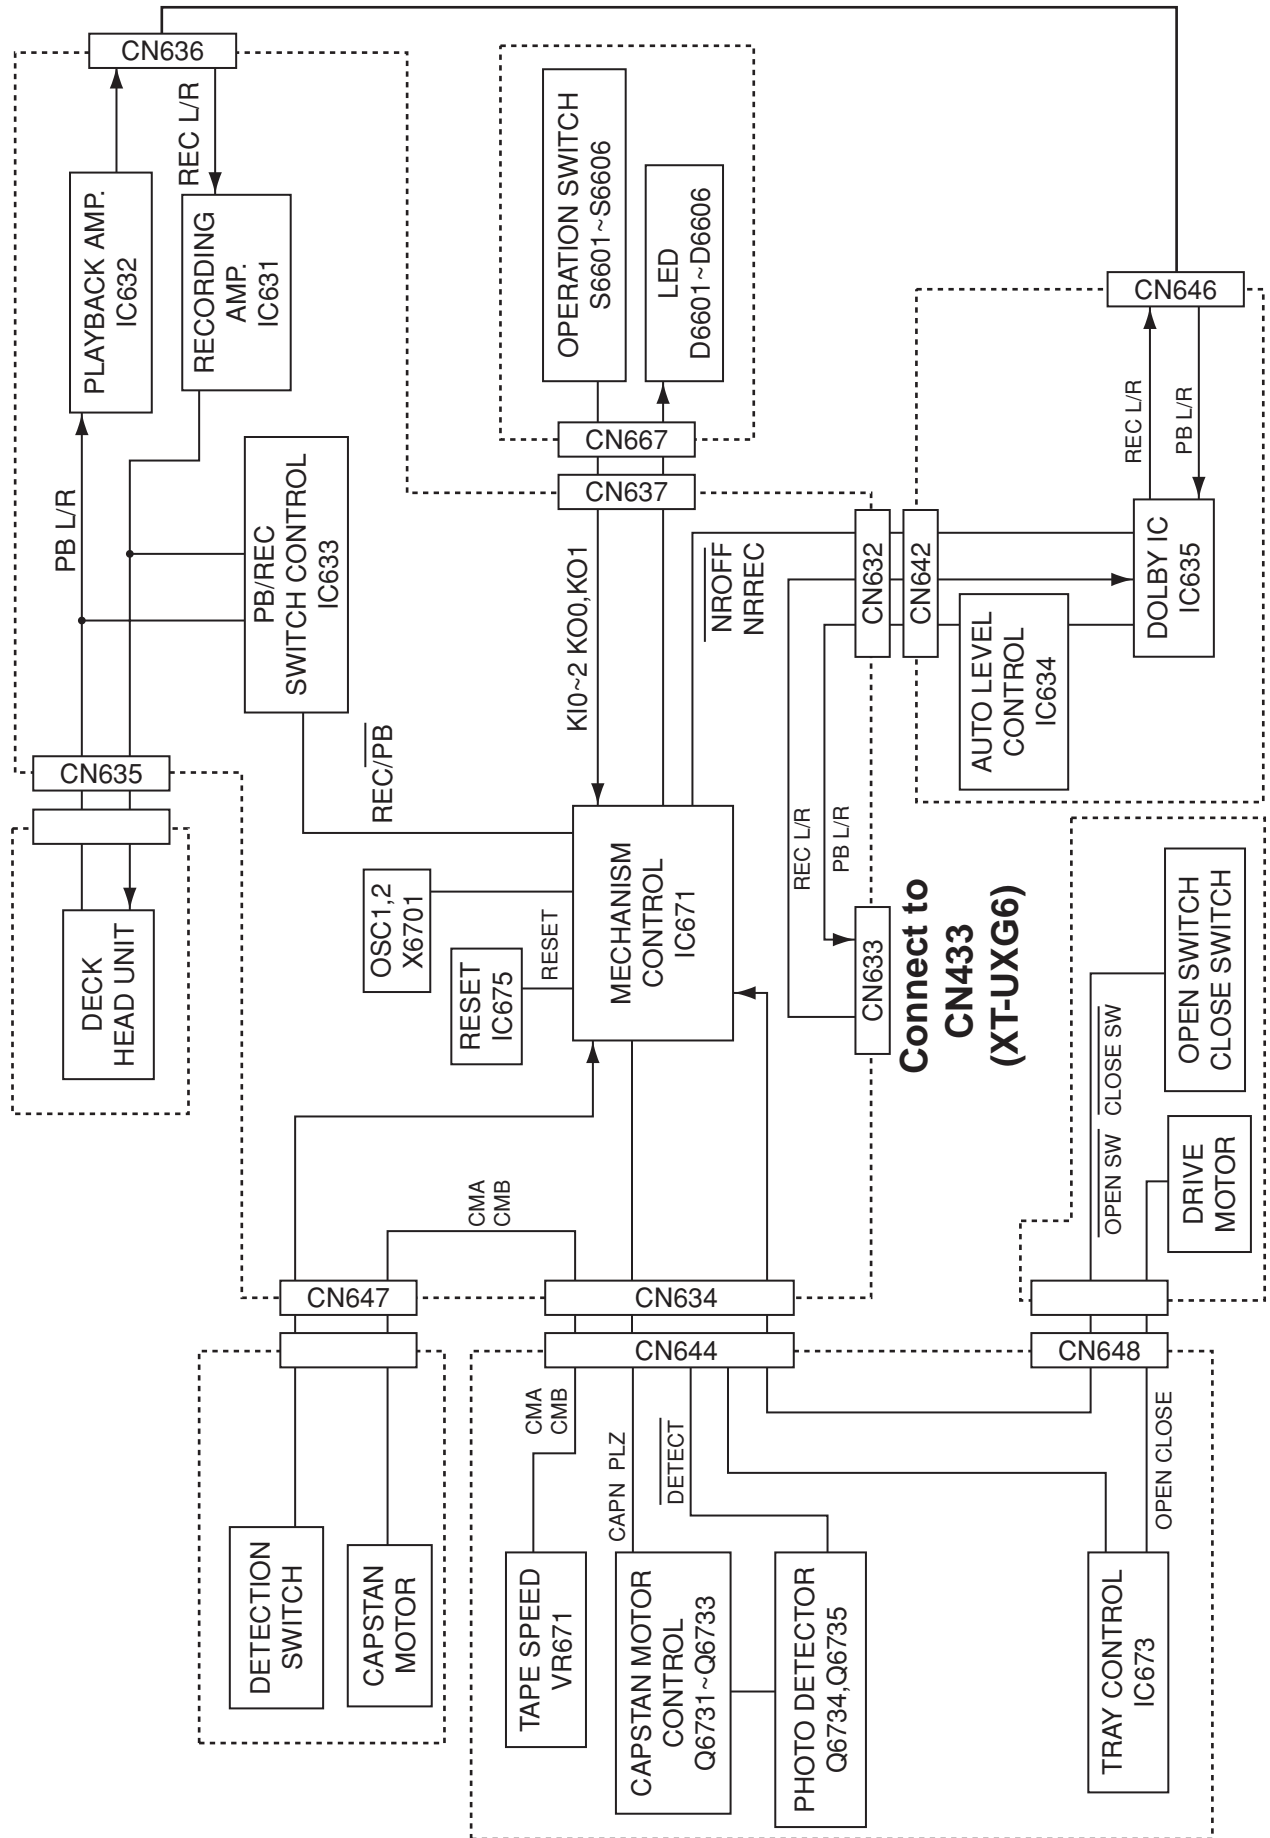 DECK
HEAD UNIT
CN635
PB L/R
PLAYBACK AMP.
IC632
CN636
REC L/R
RECORDING
AMP.
IC631
PB/REC
SWITCH CONTROL
IC633
REC/PB
OSC1,2
X6701
RESET
IC675
RESET
MECHANISM
CONTROL
IC671
KI0~2 KO0,KO1
CN637
CN667
OPERATION SWITCH
S6601~S6606
LED
D6601~D6606
NROFF
NRREC
CN632
CN642
REC L/R
PB L/R
CN633
Connect to
CN433
(XT-UXG6)
AUTO LEVEL
CONTROL
IC634
DOLBY IC
IC635
REC L/R
PB L/R
CN646
DETECTION
SWITCH
CAPSTAN
MOTOR
CN647
CMA
CMB
CN634
CN644
CMA
CMB
TAPE SPEED
VR671
CAPN PLZ
CAPSTAN MOTOR
CONTROL
Q6731~Q6733
DETECT
PHOTO DETECTOR
Q6734,Q6735
TRAY CONTROL
IC673
OPEN CLOSE
CN648
OPEN SW CLOSE SW
DRIVE
MOTOR
OPEN SWITCH
CLOSE SWITCH